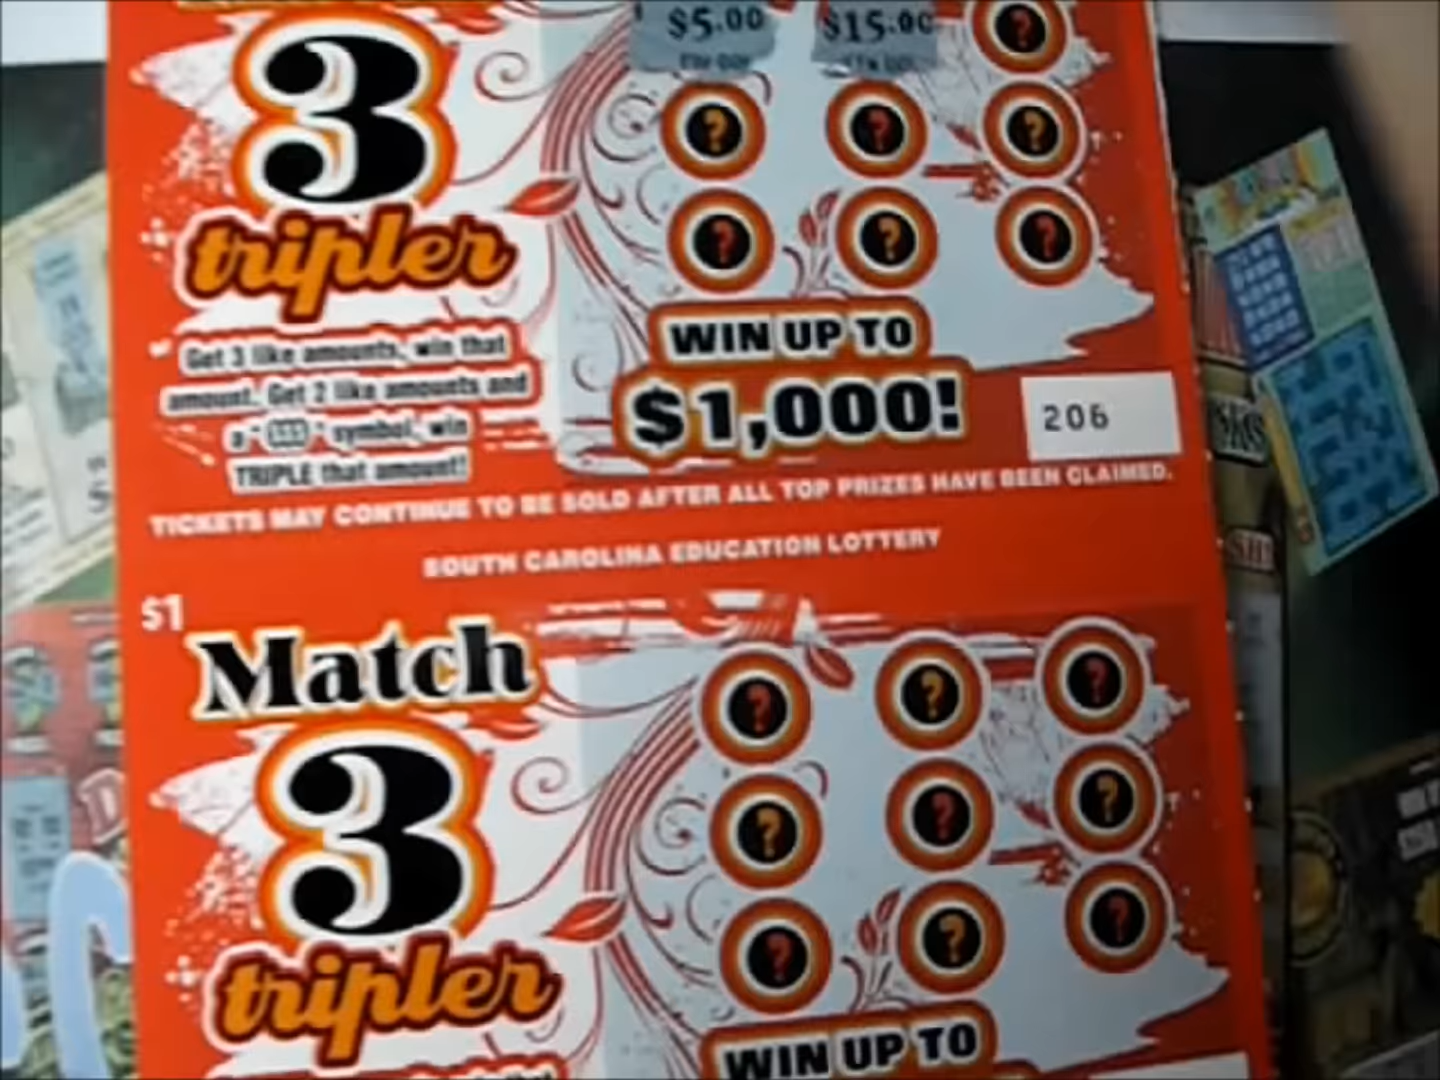 $5.00 $15.00
3
tripler
Get 3 like amounts, win that
amount. Get 2 like amounts and
a " " symbol, win
TRIPLE that amount!
WIN UP TO
$1,000!
206
TICKETS MAY CONTINUE TO BE SOLD AFTER ALL TOP PRIZES HAVE BEEN CLAIMED.
SOUTH CAROLINA EDUCATION LOTTERY
$1
Match
3
tripler
WIN UP TO